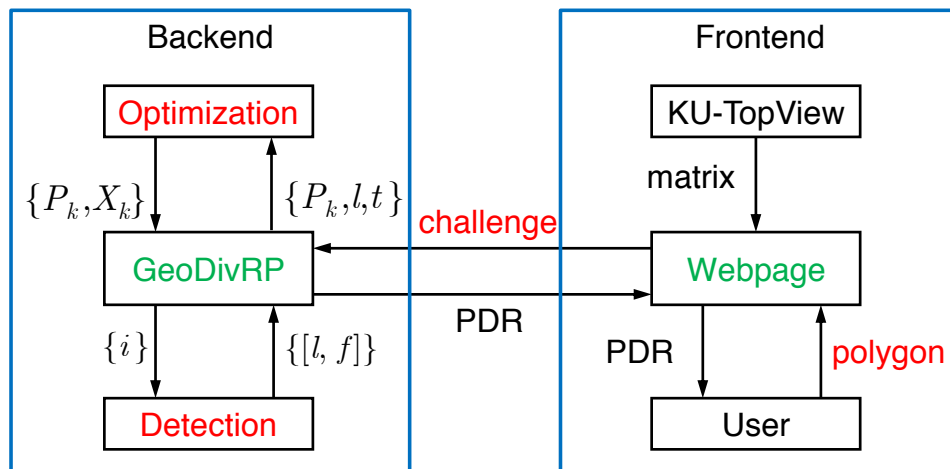 Backend
Frontend
Optimization
KU-TopView
{P_k,X_k}
{P_k,l,t}
matrix
challenge
GeoDivRP
Webpage
PDR
{i}
{[l, f]}
PDR
polygon
Detection
User